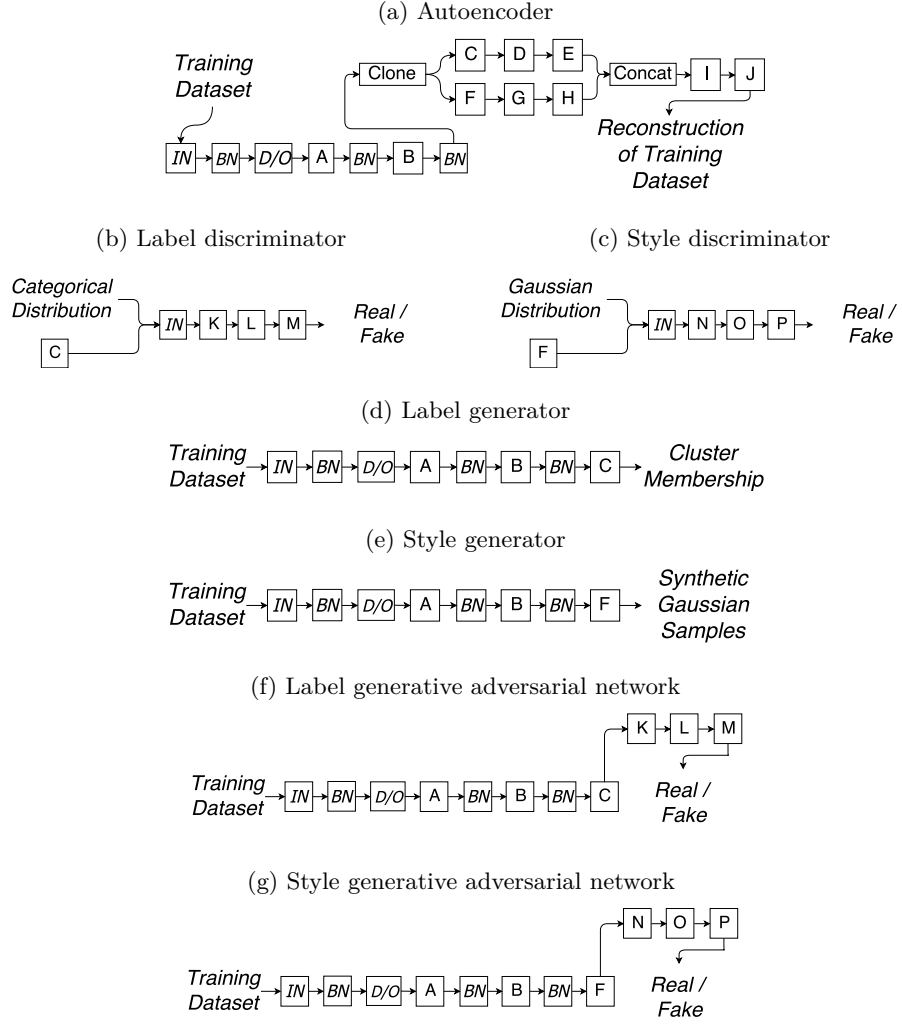 (a) Autoencoder
Training
Dataset
C D E
Clone
Concat I J
F G H
Reconstruction
of Training
Dataset
IN BN D/O A BN B BN
(b) Label discriminator
(c) Style discriminator
Categorical
Distribution
IN K L M
Real /
Fake
C
Gaussian
Distribution
IN N O P
Real /
Fake
F
(d) Label generator
Training
Dataset
IN BN D/O A BN B BN C
Cluster
Membership
(e) Style generator
Training
Dataset
IN BN D/O A BN B BN F
Synthetic
Gaussian
Samples
(f) Label generative adversarial network
K L M
Training
Dataset
IN BN D/O A BN B BN C
Real /
Fake
(g) Style generative adversarial network
N O P
Training
Dataset
IN BN D/O A BN B BN F
Real /
Fake